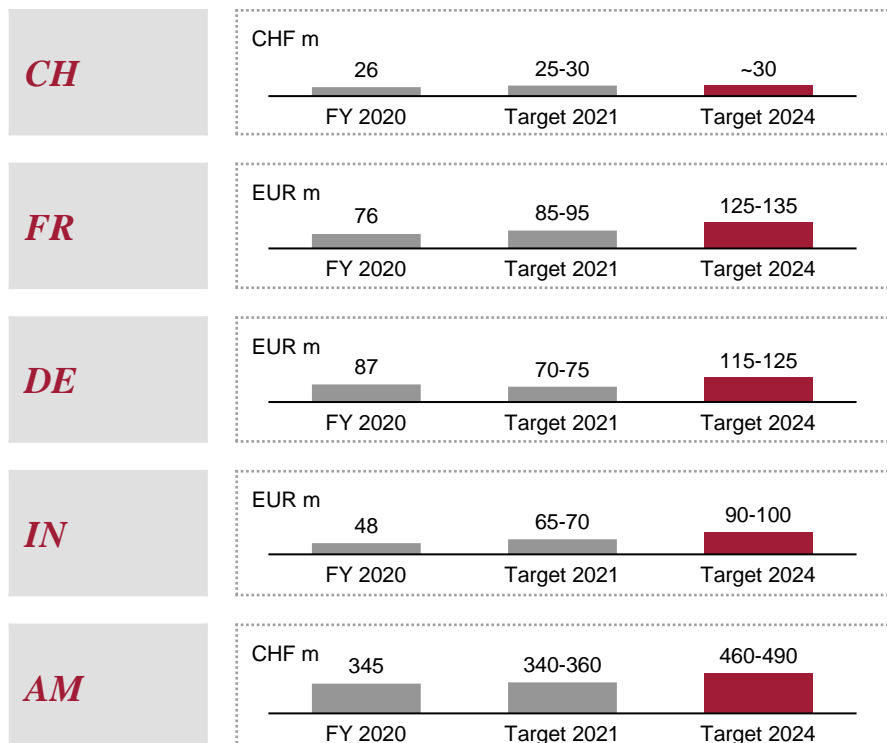 CH
CHF m
26 25-30 ~30
FY 2020 Target 2021 Target 2024
FR
EUR m
76 85-95 125-135
FY 2020 Target 2021 Target 2024
DE
EUR m
87 70-75 115-125
FY 2020 Target 2021 Target 2024
IN
EUR m
48 65-70 90-100
FY 2020 Target 2021 Target 2024
AM
CHF m
345 340-360 460-490
FY 2020 Target 2021 Target 2024